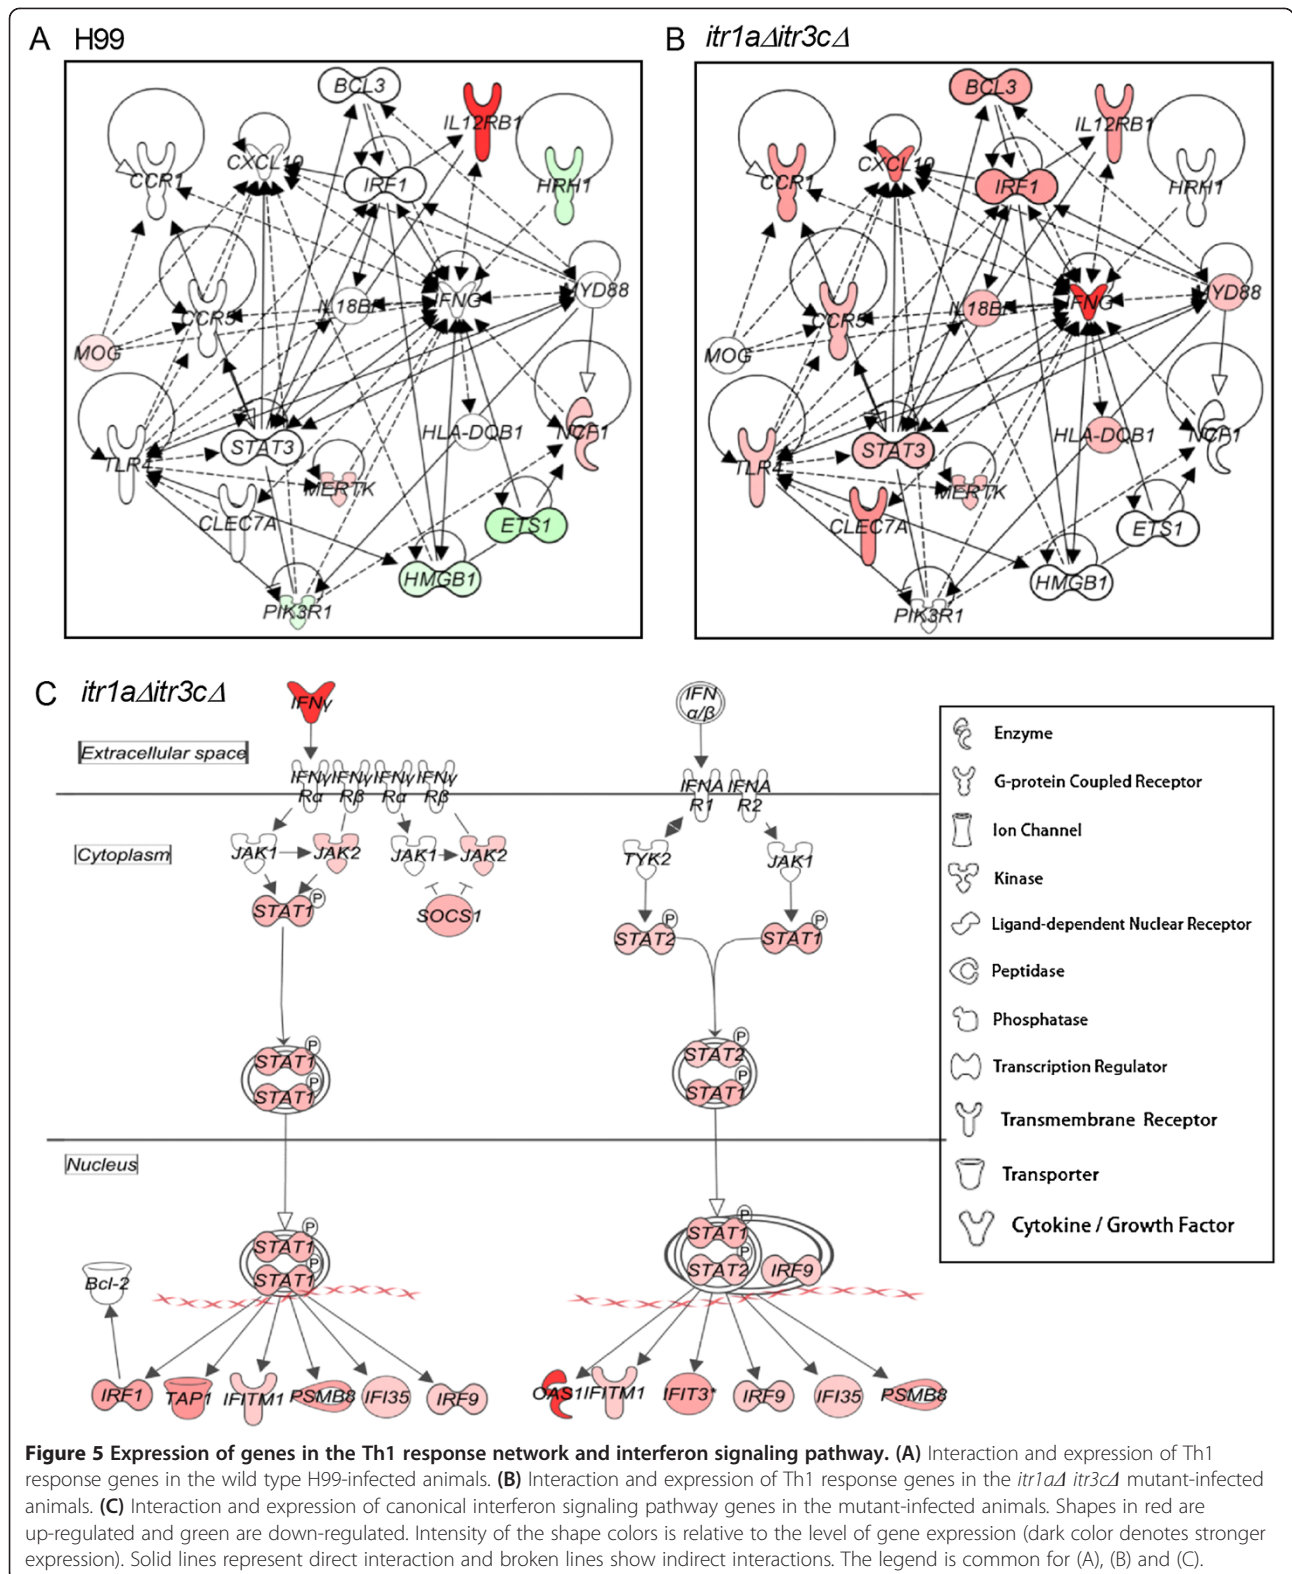 A H99
BCL3
IL12RB1
CXCL10
CCR1
IRF1
HRH1
IL18BP
IFNG
MYD88
CCR5
MOG
STAT3
HLA-DQB1
NCF1
TLR4
MERTK
CLEC7A
ETS1
HMGB1
PIK3R1
B itr1aΔitr3cΔ
BCL3
IL12RB1
CXCL10
CCR1
IRF1
HRH1
IL18BP
IFNG
MYD88
CCR5
MOG
STAT3
HLA-DQB1
NCF1
TLR4
MERTK
CLEC7A
ETS1
HMGB1
PIK3R1
C itr1aΔitr3cΔ
IFNγ
IFN
α/β
Extracellular space
IFNγ IFNγ IFNγ IFNγ
Rα Rβ Rα Rβ
IFNA IFNA
R1 R2
Cytoplasm
JAK1 JAK2 JAK1 JAK2
TYK2 JAK1
STAT1 P
SOCS1
STAT2 P STAT1 P
STAT1 P
STAT1 P
STAT2 P
STAT1 P
Nucleus
STAT1 P
STAT1 P
STAT1 P
STAT2 P
IRF9
Bcl-2
IRF1 TAP1 IFITM1 PSMB8 IFI35 IRF9
OAS1 IFITM1 IFIT3* IRF9 IFI35 PSMB8
Enzyme
G-protein Coupled Receptor
Ion Channel
Kinase
Ligand-dependent Nuclear Receptor
Peptidase
Phosphatase
Transcription Regulator
Transmembrane Receptor
Transporter
Cytokine / Growth Factor
Figure 5 Expression of genes in the Th1 response network and interferon signaling pathway. (A) Interaction and expression of Th1
response genes in the wild type H99-infected animals. (B) Interaction and expression of Th1 response genes in the itr1aΔ itr3cΔ mutant-infected
animals. (C) Interaction and expression of canonical interferon signaling pathway genes in the mutant-infected animals. Shapes in red are
up-regulated and green are down-regulated. Intensity of the shape colors is relative to the level of gene expression (dark color denotes stronger
expression). Solid lines represent direct interaction and broken lines show indirect interactions. The legend is common for (A), (B) and (C).